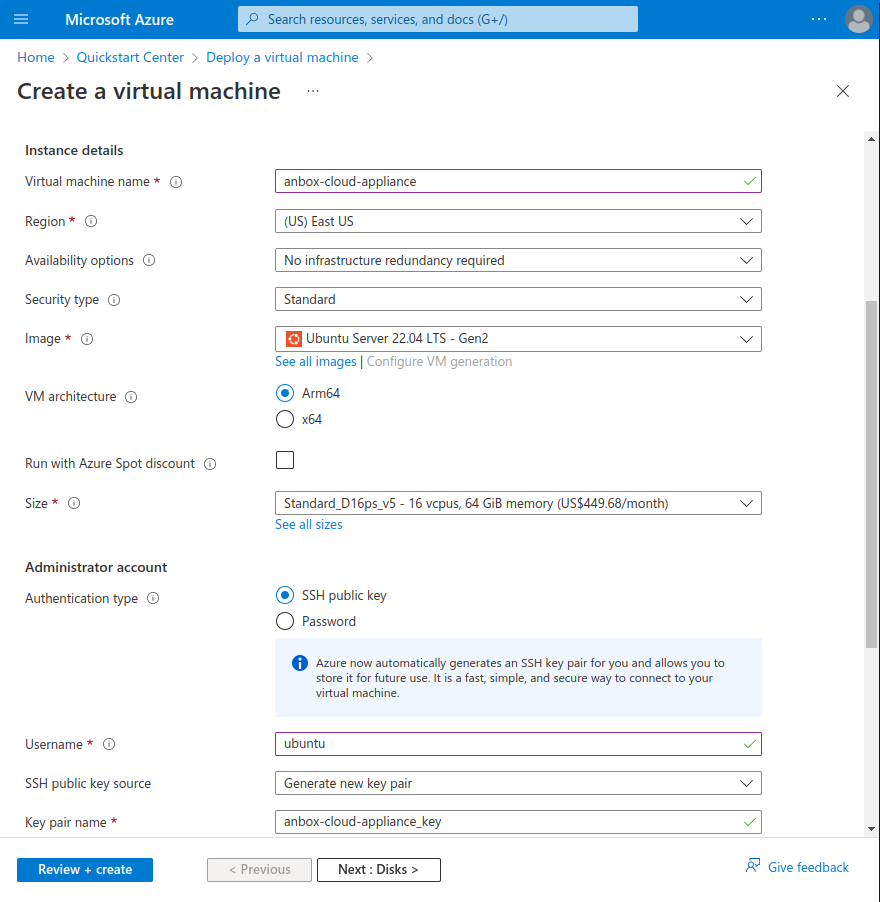 Microsoft Azure
Search resources, services, and docs (G+/)
...
Home > Quickstart Center > Deploy a virtual machine >
Create a virtual machine ...
Instance details
Virtual machine name *
anbox-cloud-appliance
Region *
(US) East US
Availability options
No infrastructure redundancy required
Security type
Standard
Image *
Ubuntu Server 22.04 LTS - Gen2
See all images | Configure VM generation
VM architecture
Arm64
x64
Run with Azure Spot discount
Size *
Standard_D16ps_v5 - 16 vcpus, 64 GiB memory (US$449.68/month)
See all sizes
Administrator account
Authentication type
SSH public key
Password
Azure now automatically generates an SSH key pair for you and allows you to
store it for future use. It is a fast, simple, and secure way to connect to your
virtual machine.
Username *
ubuntu
SSH public key source
Generate new key pair
Key pair name *
anbox-cloud-appliance_key
Review + create
< Previous
Next : Disks >
Give feedback